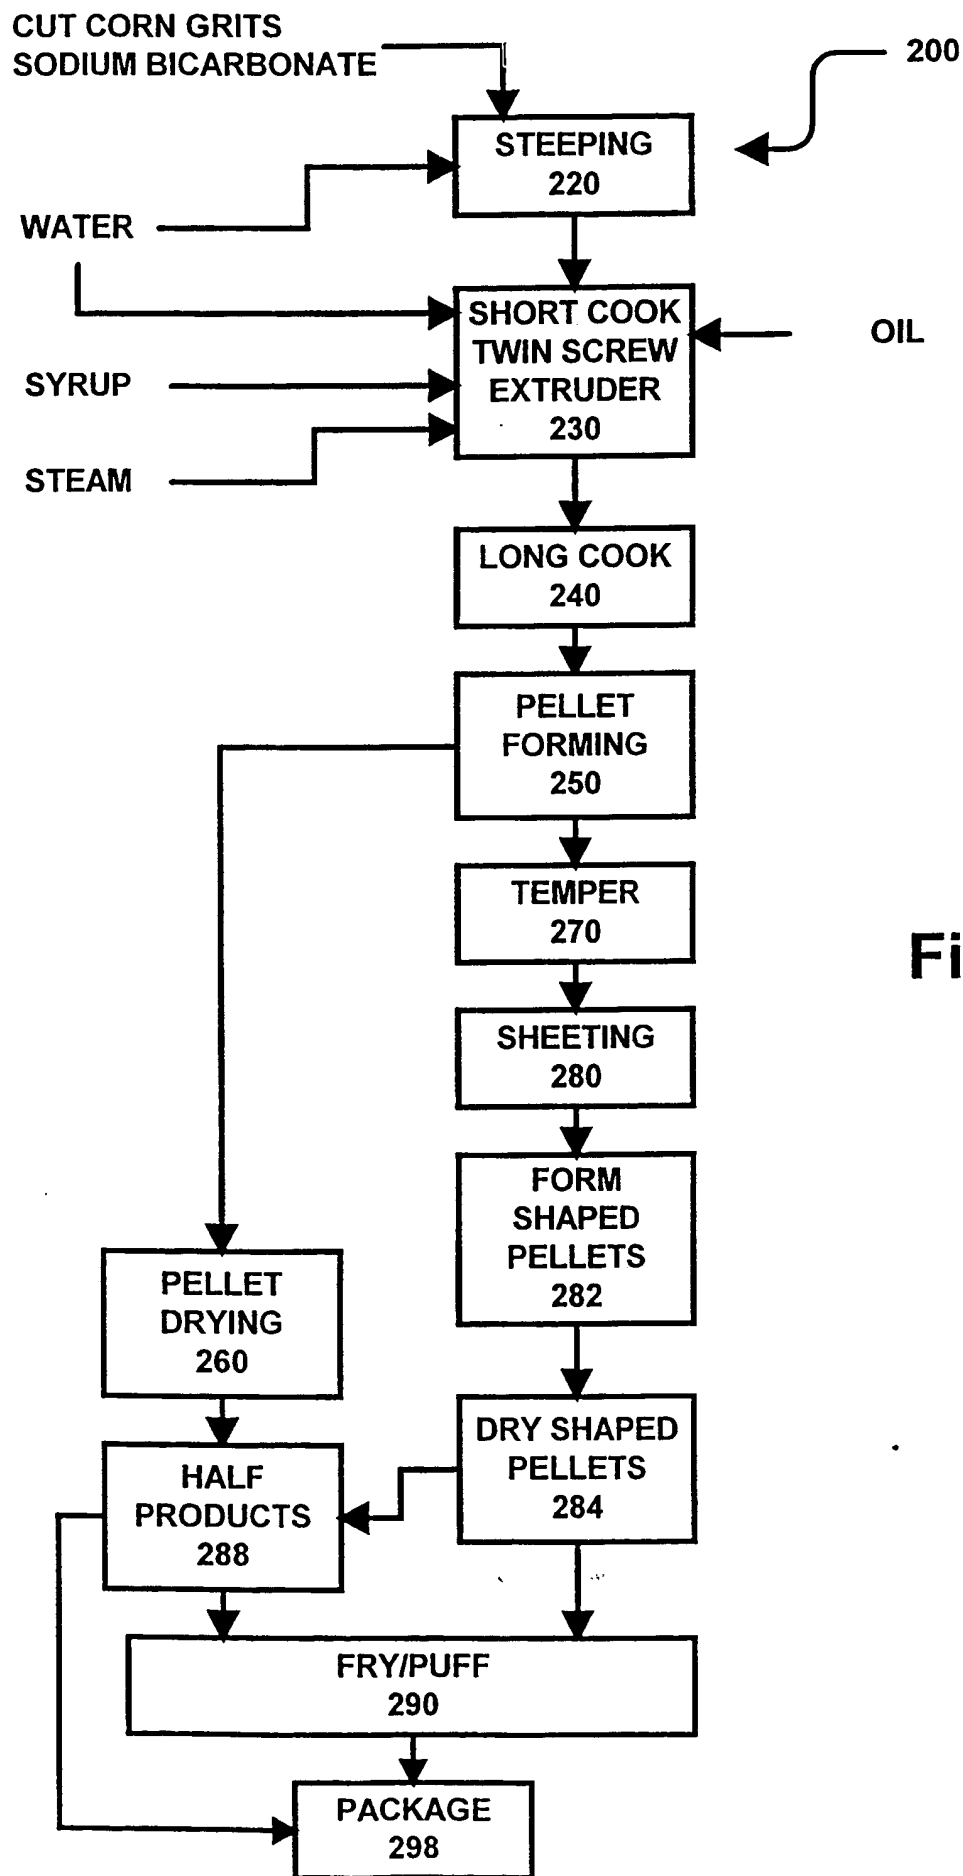 CUT CORN GRITS
SODIUM BICARBONATE
200
STEEPING
220
WATER
SHORT COOK
TWIN SCREW
EXTRUDER
230
OIL
SYRUP
STEAM
LONG COOK
240
PELLET
FORMING
250
TEMPER
270
Fi
SHEETING
280
FORM
SHAPED
PELLETS
282
PELLET
DRYING
260
DRY SHAPED
PELLETS
284
HALF
PRODUCTS
288
FRY/PUFF
290
PACKAGE
298